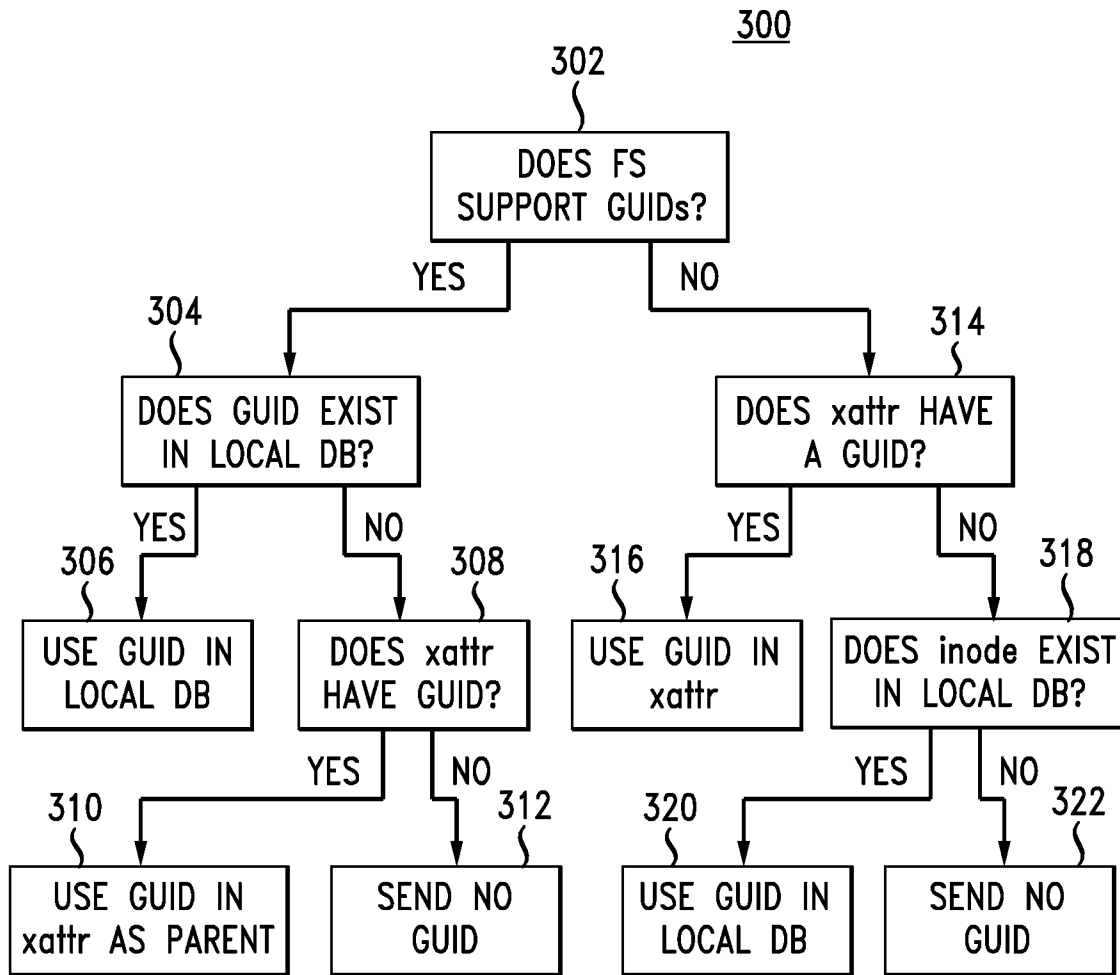 300
302
DOES FS
SUPPORT GUIDs?
YES
NO
304
314
DOES GUID EXIST
IN LOCAL DB?
DOES xattr HAVE
A GUID?
YES
NO
YES
NO
306
308
316
318
USE GUID IN
LOCAL DB
DOES xattr
HAVE GUID?
USE GUID IN
xattr
DOES inode EXIST
IN LOCAL DB?
YES
NO
YES
NO
310
312
320
322
USE GUID IN
xattr AS PARENT
SEND NO
GUID
USE GUID IN
LOCAL DB
SEND NO
GUID